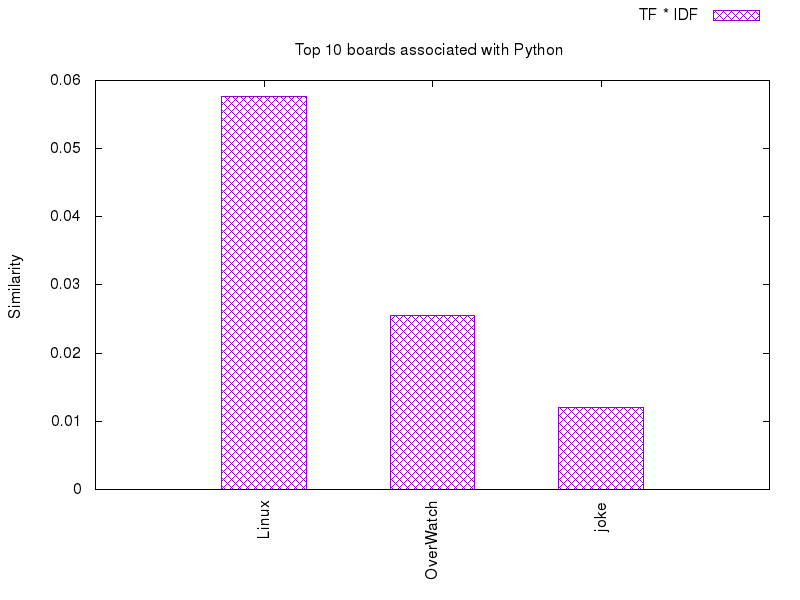 TF * IDF
Top 10 boards associated with Python
0.06
0.05
0.04
0.03
0.02
0.01
0
Similarity
Linux
OverWatch
joke